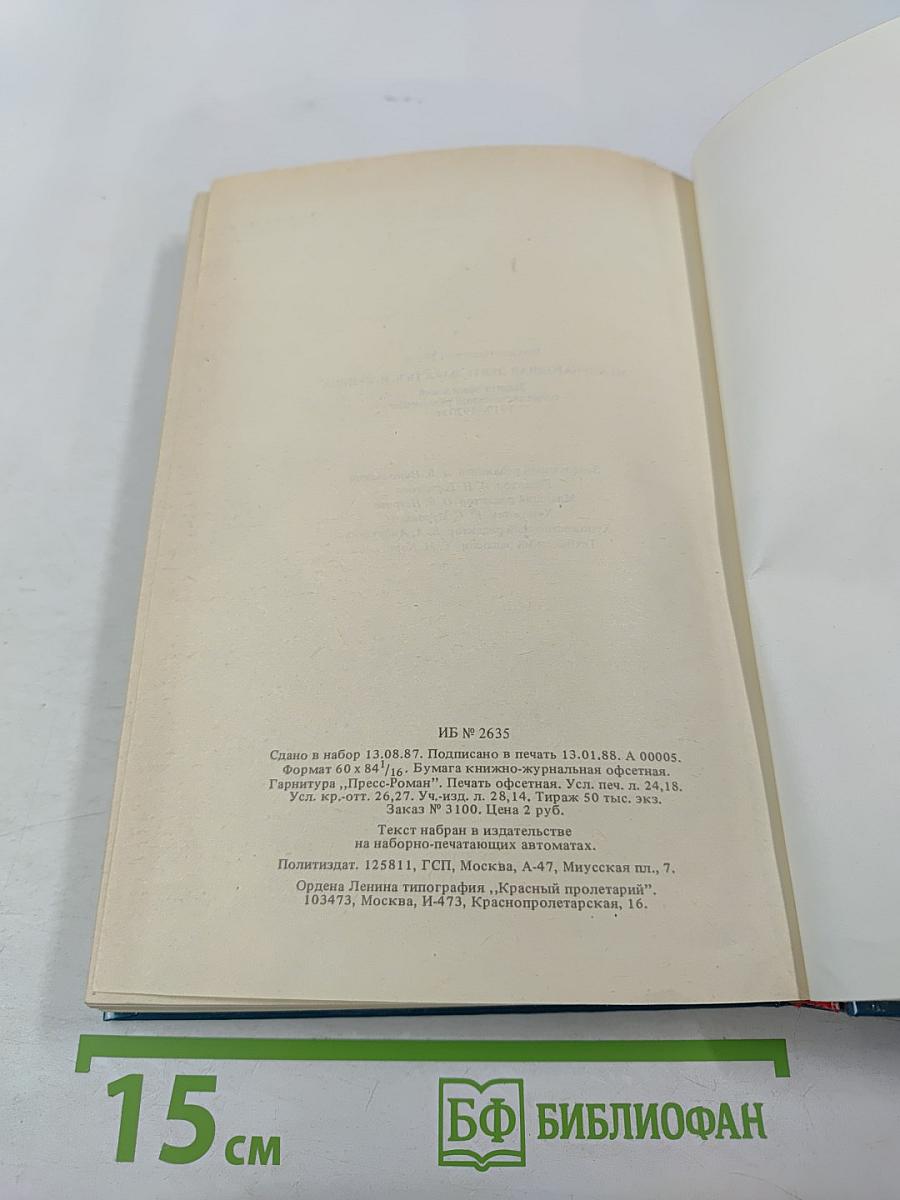 ИБ № 2635
Сдано в набор 13.08.87. Подписано в печать 13.01.88. А 00005.
Формат 60 х 84 1/16. Бумага книжно-журнальная офсетная.
Гарнитура ,,Пресс-Роман". Печать офсетная. Усл. печ. л. 24,18.
Усл. кр.-отт. 26,27. Уч.-изд. л. 28,14. Тираж 50 тыс. экз.
Заказ № 3100. Цена 2 руб.
Текст набран в издательстве
на наборно-печатающих автоматах.
Политиздат. 125811, ГСП, Москва, А-47, Миусская пл., 7.
Ордена Ленина типография ,,Красный пролетарий".
103473, Москва, И-473, Краснопролетарская, 16.
15 см
БФ БИБЛИОФАН